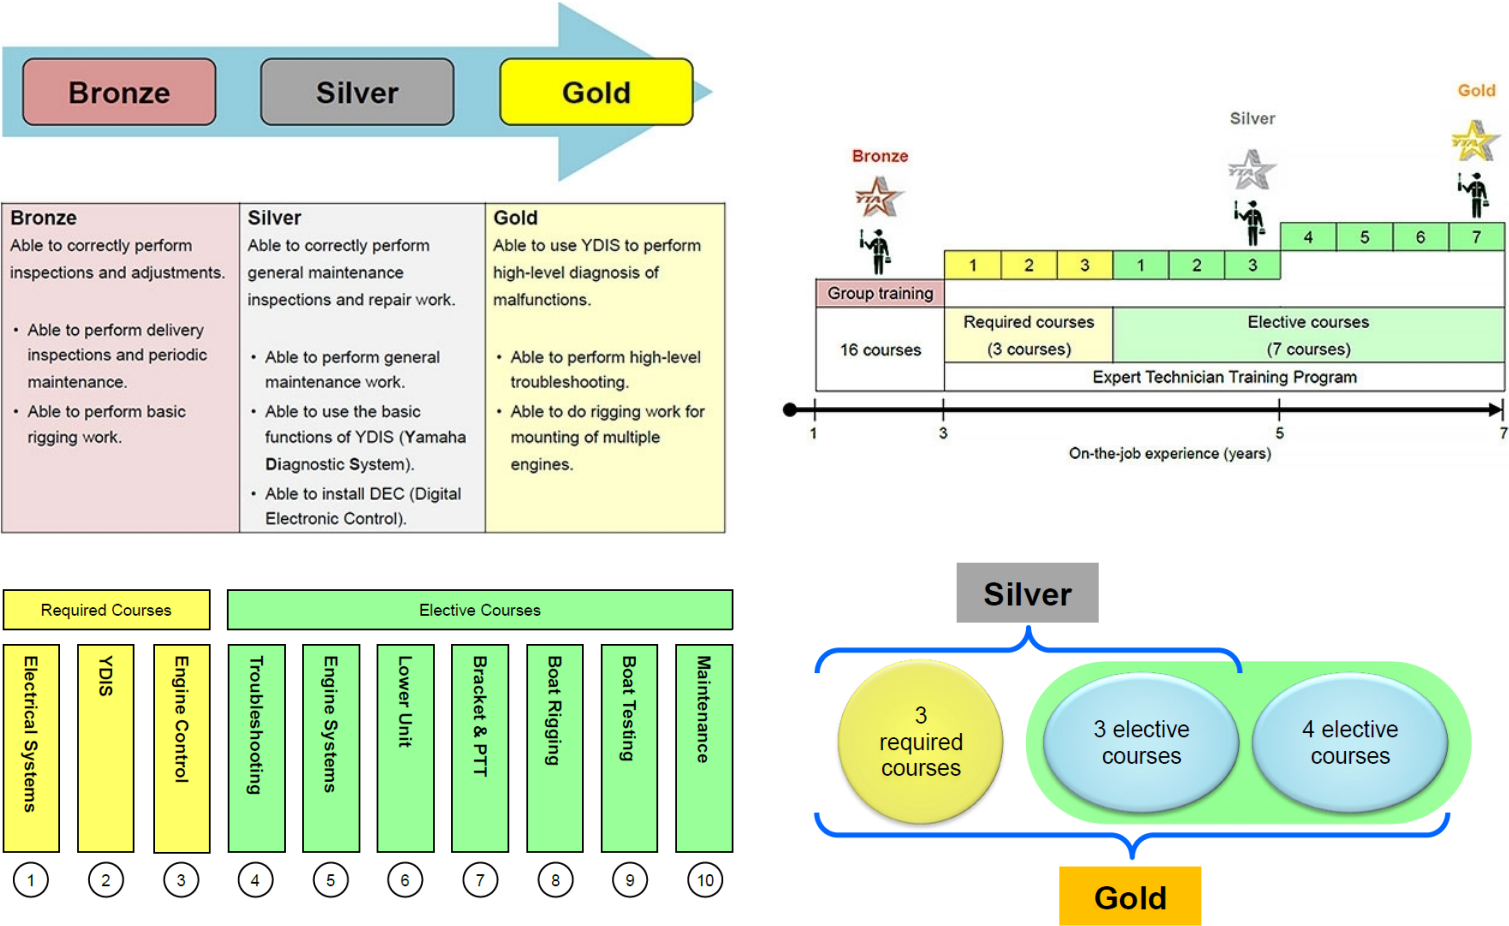 Bronze
Silver
Gold
Bronze
Able to correctly perform
inspections and adjustments.
• Able to perform delivery
inspections and periodic
maintenance.
• Able to perform basic
rigging work.
Silver
Able to correctly perform
general maintenance
inspections and repair work.
• Able to perform general
maintenance work.
• Able to use the basic
functions of YDIS (Yamaha
Diagnostic System).
• Able to install DEC (Digital
Electronic Control).
Gold
Able to use YDIS to perform
high-level diagnosis of
malfunctions.
• Able to perform high-level
troubleshooting.
• Able to do rigging work for
mounting of multiple
engines.
Gold
YTA
Silver
YTA
Bronze
YTA
4 5 6 7
1 2 3 1 2 3
Group training
16 courses
Required courses
(3 courses)
Elective courses
(7 courses)
Expert Technician Training Program
1 3 5 7
On-the-job experience (years)
Required Courses
Elective Courses
Electrical Systems
YDIS
Engine Control
Troubleshooting
Engine Systems
Lower Unit
Bracket & PTT
Boat Rigging
Boat Testing
Maintenance
1 2 3 4 5 6 7 8 9 10
Silver
3
required
courses
3 elective
courses
4 elective
courses
Gold